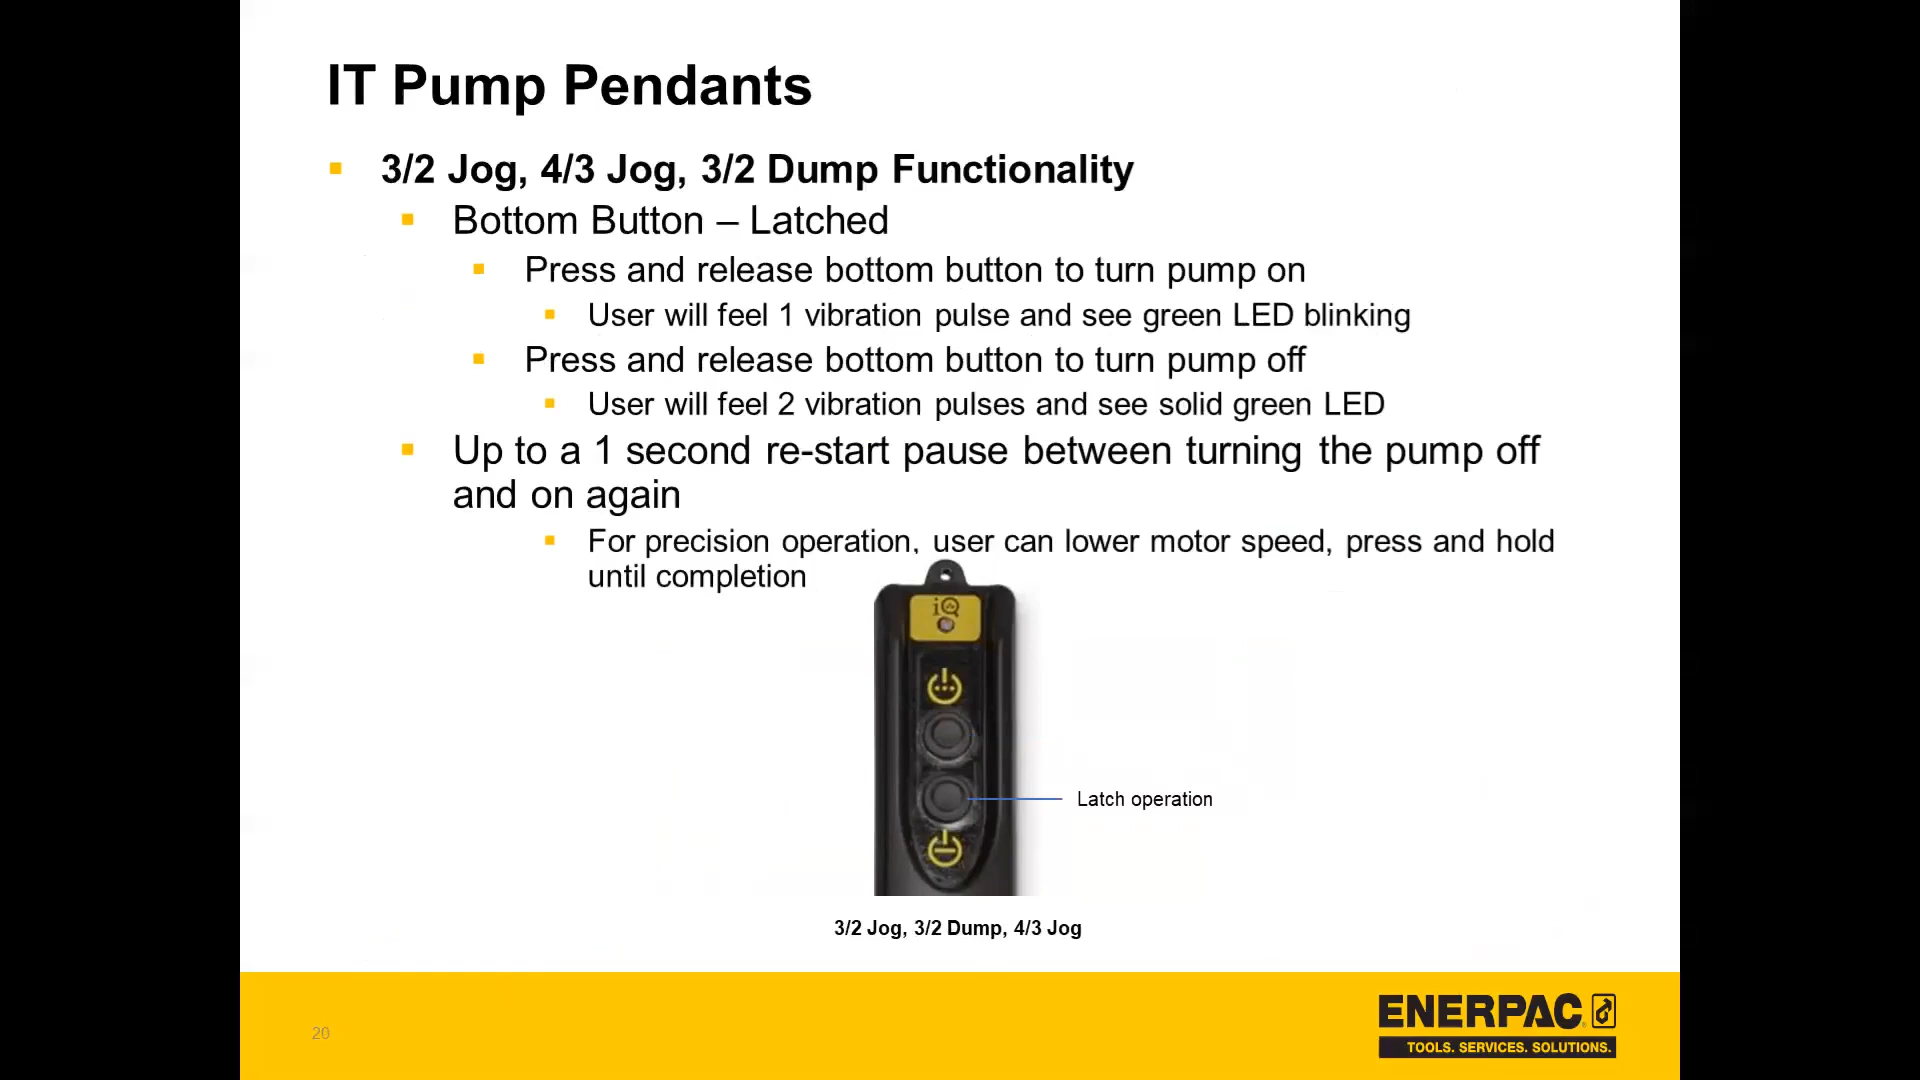 IT Pump Pendants
3/2 Jog, 4/3 Jog, 3/2 Dump Functionality
Bottom Button – Latched
Press and release bottom button to turn pump on
User will feel 1 vibration pulse and see green LED blinking
Press and release bottom button to turn pump off
User will feel 2 vibration pulses and see solid green LED
Up to a 1 second re-start pause between turning the pump off
and on again
For precision operation, user can lower motor speed, press and hold
until completion
iQ
Latch operation
3/2 Jog, 3/2 Dump, 4/3 Jog
20
ENERPAC
TOOLS. SERVICES. SOLUTIONS.